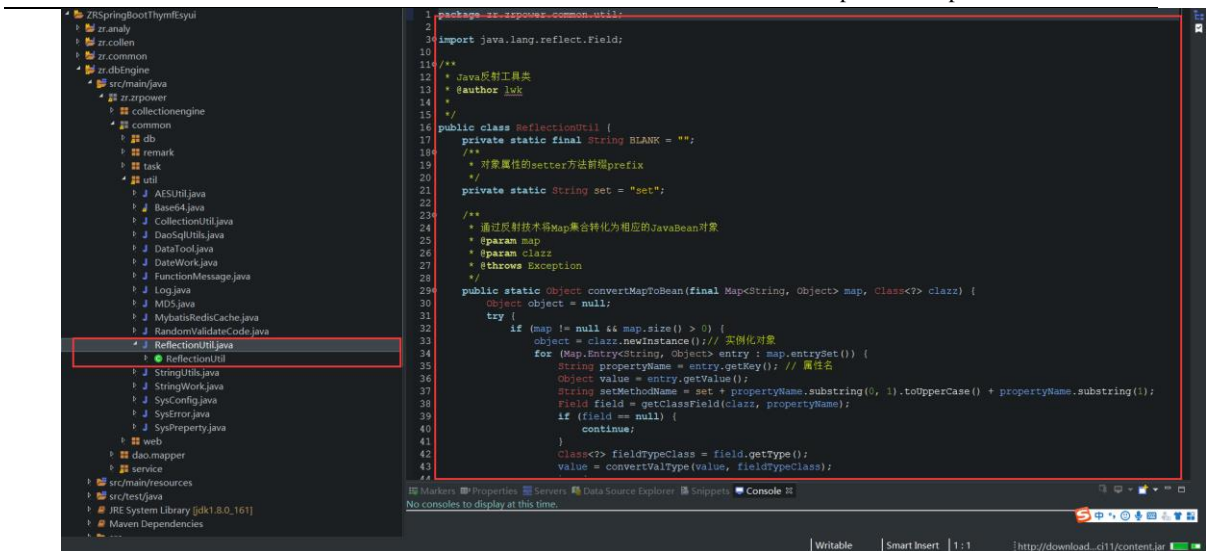 ZRSpringBootThymfEsyui
zr.analy
zr.collen
zr.common
zr.dbEngine
src/main/java
zr.zrpower
collectionengine
common
db
remark
task
util
AESUtil.java
Base64.java
CollectionUtil.java
DaoSqlUtils.java
DataTool.java
DateWork.java
FunctionMessage.java
Log.java
MD5.java
MybatisRedisCache.java
RandomValidateCode.java
ReflectionUtil.java
ReflectionUtil
StringUtils.java
StringWork.java
SysConfig.java
SysError.java
SysPreperty.java
web
dao.mapper
service
src/main/resources
src/test/java
JRE System Library [jdk1.8.0_161]
Maven Dependencies
1 package zr.zrpower.common.util;
2
3 import java.lang.reflect.Field;
10
11 /**
12 * Java反射工具类
13 * @author lwk
14 *
15 */
16 public class ReflectionUtil {
17 private static final String BLANK = "";
18 /**
19 * 对象属性的setter方法前缀prefix
20 */
21 private static String set = "set";
22
23 /**
24 * 通过反射技术将Map集合转化为相应的JavaBean对象
25 * @param map
26 * @param clazz
27 * @throws Exception
28 */
29 public static Object convertMapToBean(final Map<String, Object> map, Class<?> clazz) {
30 Object object = null;
31 try {
32 if (map != null && map.size() > 0) {
33 object = clazz.newInstance();// 实例化对象
34 for (Map.Entry<String, Object> entry : map.entrySet()) {
35 String propertyName = entry.getKey(); // 属性名
36 Object value = entry.getValue();
37 String setMethodName = set + propertyName.substring(0, 1).toUpperCase() + propertyName.substring(1);
38 Field field = getClassField(clazz, propertyName);
39 if (field == null) {
40 continue;
41 }
42 Class<?> fieldTypeClass = field.getType();
43 value = convertValType(value, fieldTypeClass);
Markers Properties Servers Data Source Explorer Snippets Console
No consoles to display at this time.
中
Writable Smart Insert 1 : 1 http://download...ci11/content.jar